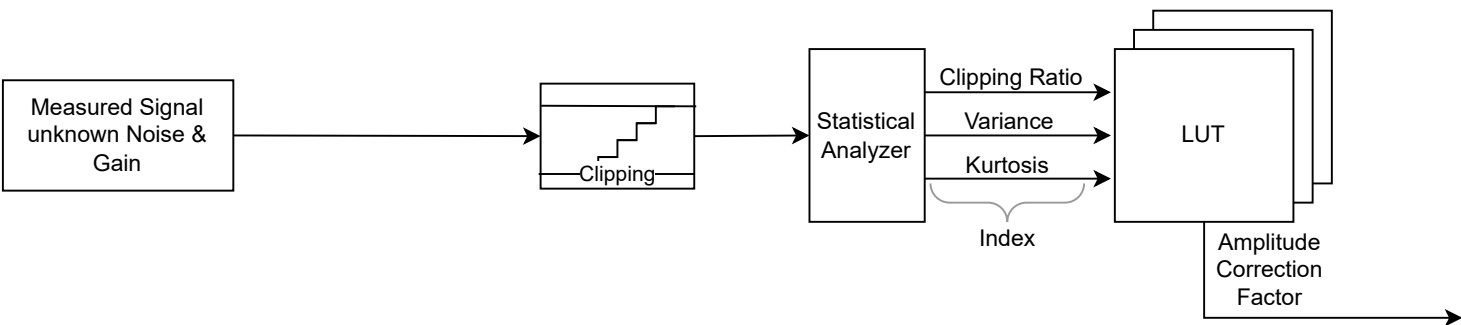 Measured Signal
unknown Noise &
Gain
Clipping
Statistical
Analyzer
Clipping Ratio
Variance
Kurtosis
Index
LUT
Amplitude
Correction
Factor